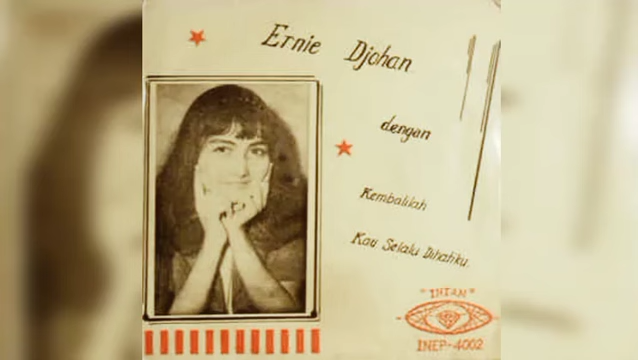 Ernie Djohan
dengan
Kembalilah
Kau Selalu Dihatiku.
"INTAN"
INEP-4002